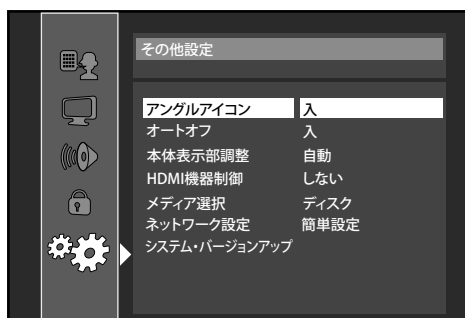 その他設定
アングルアイコン 入
オートオフ 入
本体表示部調整 自動
HDMI機器制御 しない
メディア選択 ディスク
ネットワーク設定 簡単設定
システム・バージョンアップ